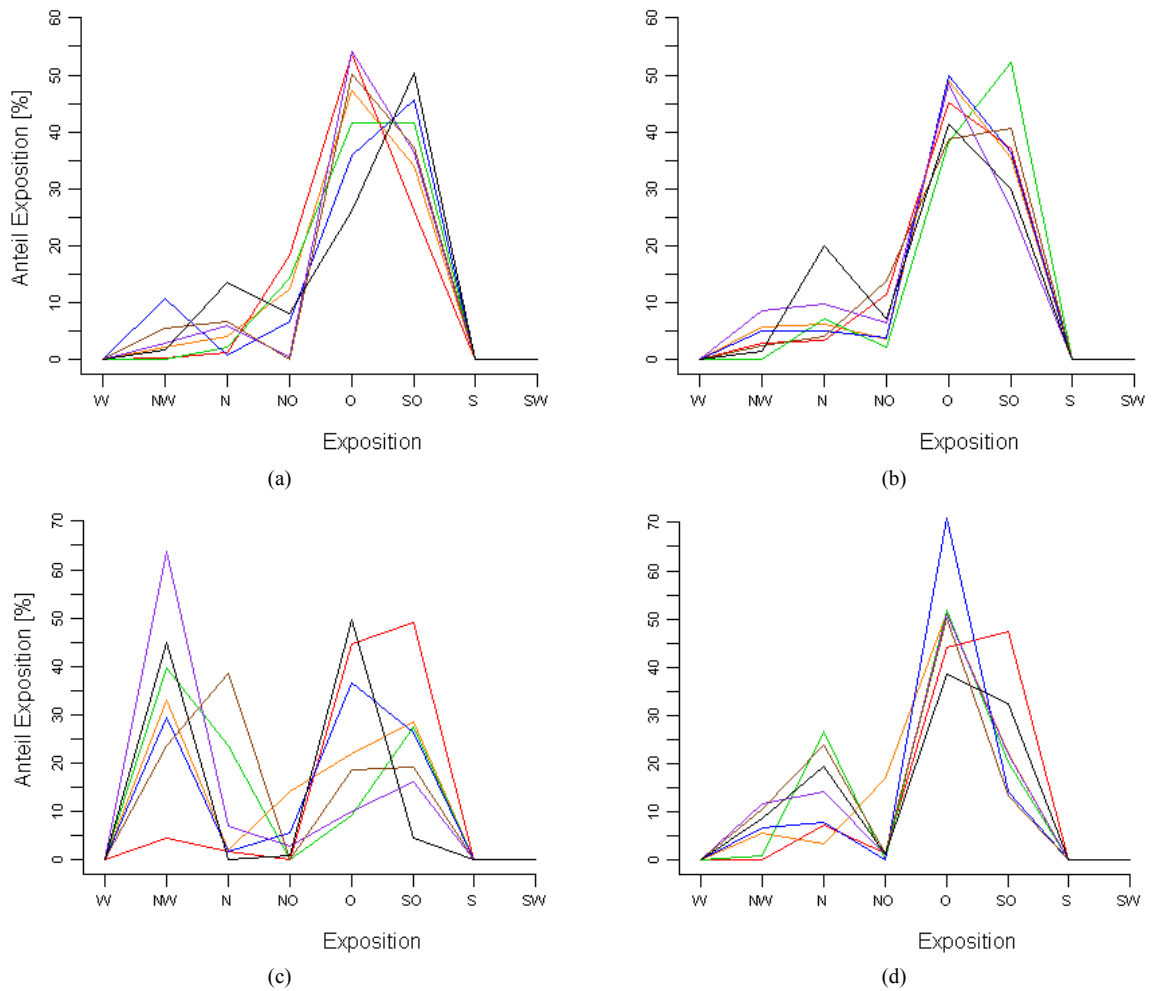 Anteil Exposition [%]
0 10 20 30 40 50 60
W NW N NO O SO S SW
Exposition
(a)
0 10 20 30 40 50 60
W NW N NO O SO S SW
Exposition
(b)
Anteil Exposition [%]
0 10 20 30 40 50 60 70
W NW N NO O SO S SW
Exposition
(c)
0 10 20 30 40 50 60 70
W NW N NO O SO S SW
Exposition
(d)